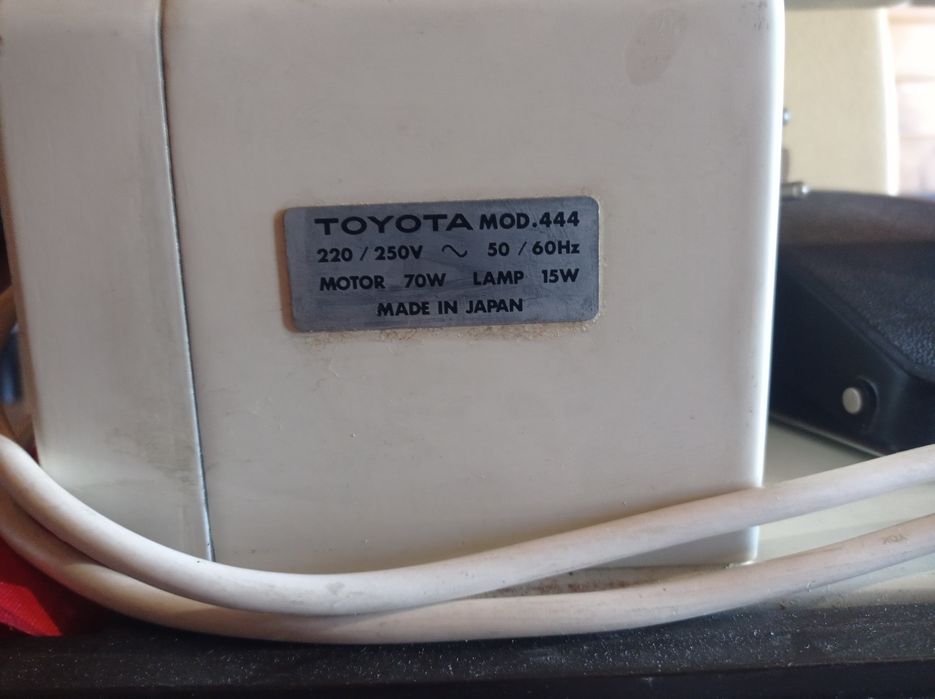 TOYOTA MOD.444
220 / 250V ~ 50 / 60Hz
MOTOR 70W LAMP 15W
MADE IN JAPAN